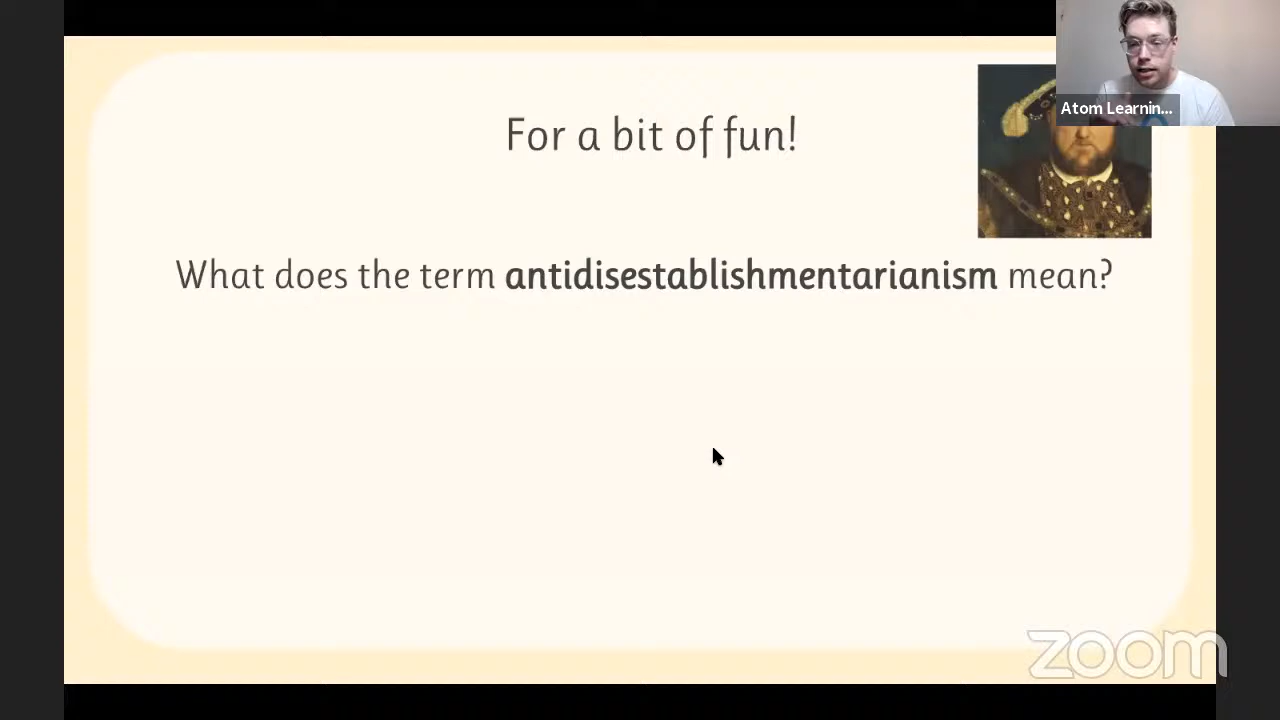 Atom Learnin...
For a bit of fun!
What does the term antidisestablishmentarianism mean?
zoom